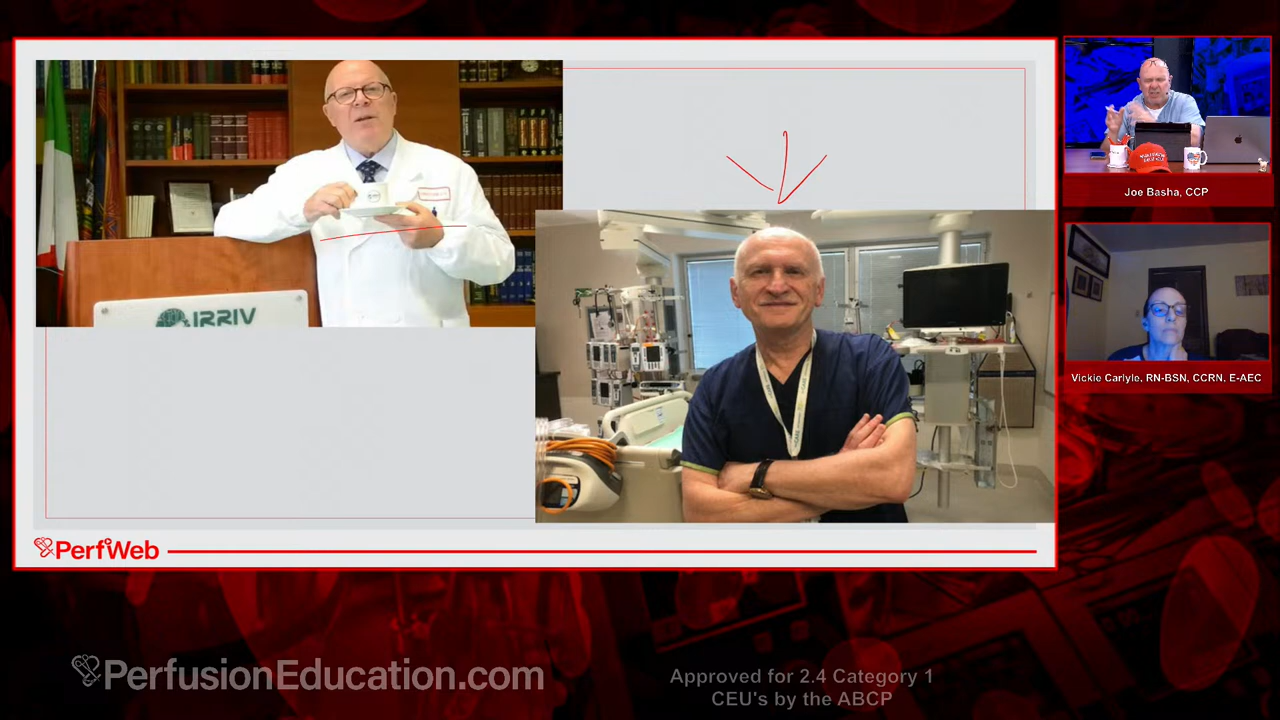 IRRIV
PerfWeb
Joe Basha, CCP
Vickie Carlyle, RN-BSN, CCRN, E-AEC
PerfusionEducation.com
Approved for 2.4 Category 1
CEU's by the ABCP